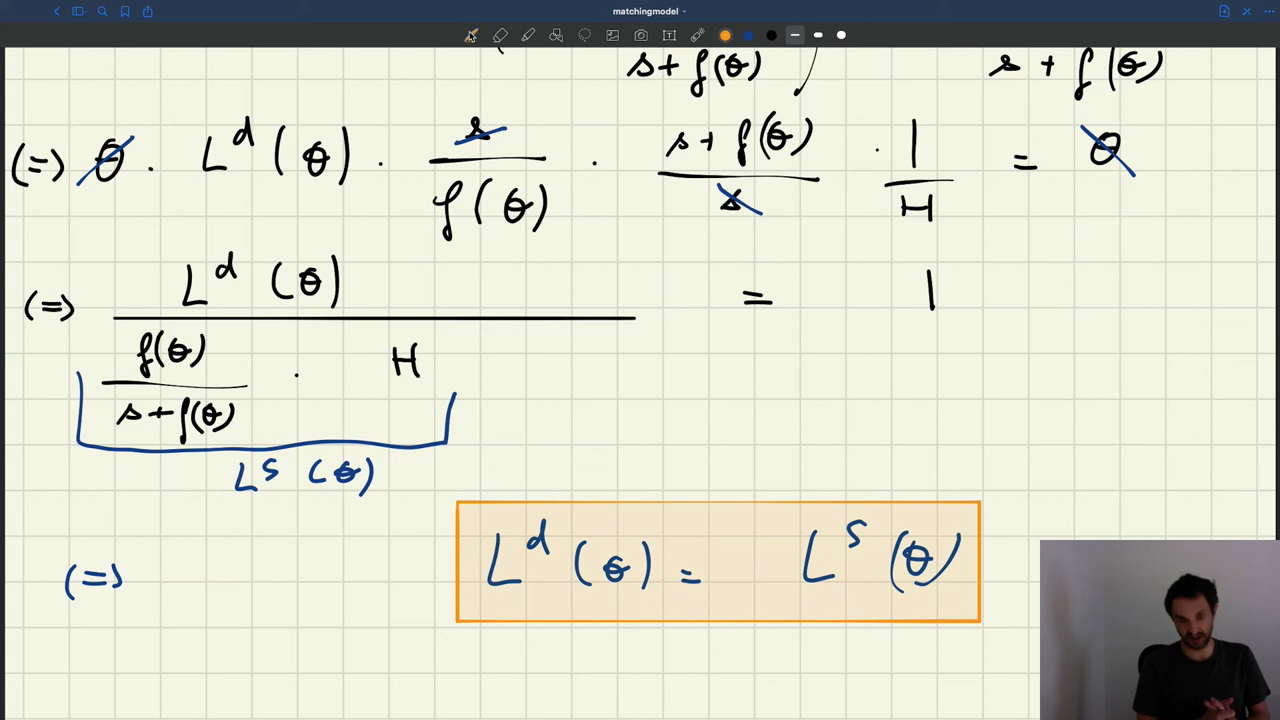 matchingmodel
s + f(θ) s + f(θ)
(=) θ · L^d (θ) · s/f(θ) · (s + f(θ))/s · 1/H = θ
(=) L^d (θ) = 1
f(θ)/(s + f(θ)) · H
L^s (θ)
(=) L^d (θ) = L^s (θ)